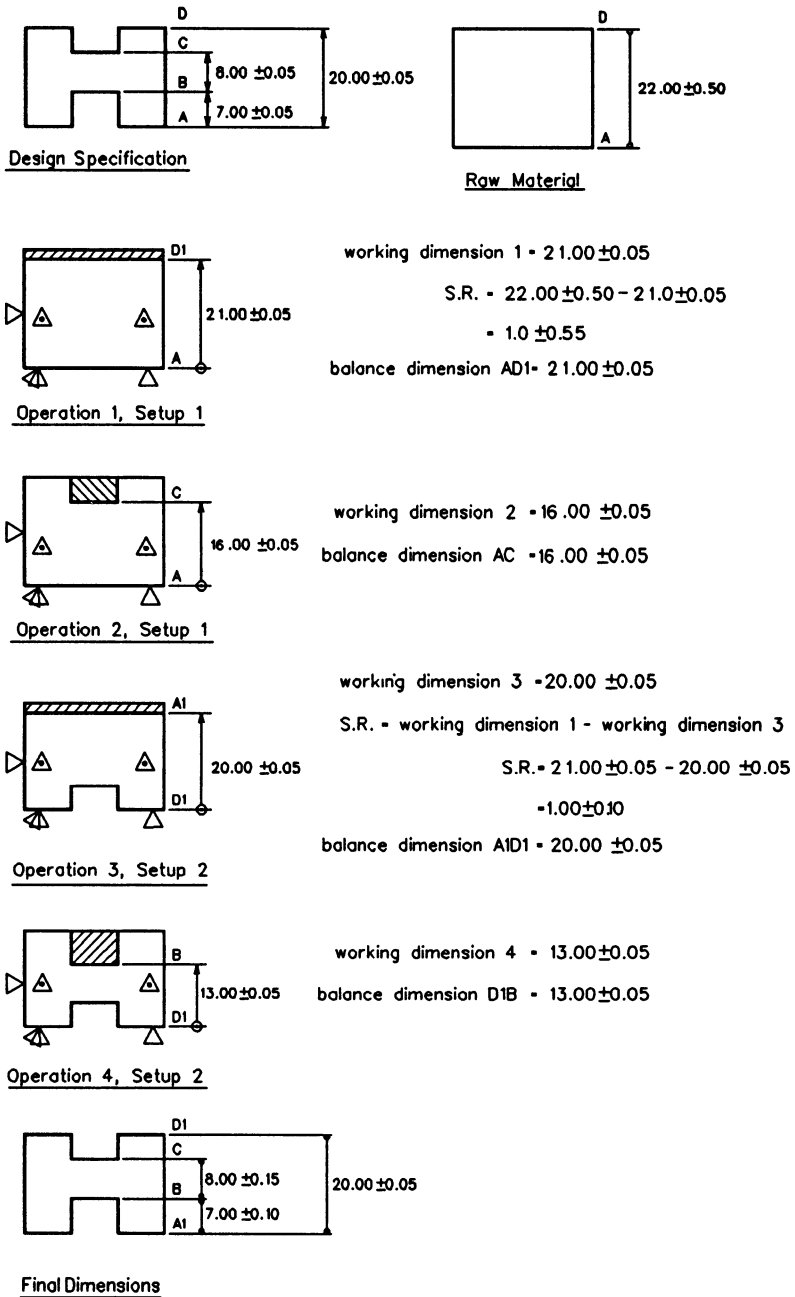 D
C
8.00 ±0.05
20.00±0.05
B
7.00 ±0.05
A
Design Specification
D
22.00±0.50
A
Raw Material
D1
21.00±0.05
A
Operation 1, Setup 1
working dimension 1 = 21.00±0.05
S.R. = 22.00±0.50 - 21.0±0.05
= 1.0 ±0.55
balance dimension AD1= 21.00±0.05
C
16.00 ±0.05
A
Operation 2, Setup 1
working dimension 2 =16.00 ±0.05
balance dimension AC =16.00 ±0.05
A1
20.00 ±0.05
D1
Operation 3, Setup 2
working dimension 3 =20.00 ±0.05
S.R. = working dimension 1 - working dimension 3
S.R.= 21.00±0.05 - 20.00 ±0.05
=1.00±0.10
balance dimension A1D1 = 20.00 ±0.05
B
13.00±0.05
D1
Operation 4, Setup 2
working dimension 4 = 13.00±0.05
balance dimension D1B = 13.00±0.05
D1
C
8.00 ±0.15
20.00±0.05
B
7.00 ±0.10
A1
Final Dimensions